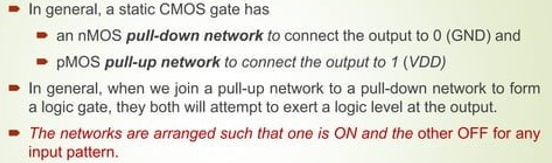 In general, a static CMOS gate has
an nMOS pull-down network to connect the output to 0 (GND) and
pMOS pull-up network to connect the output to 1 (VDD)
In general, when we join a pull-up network to a pull-down network to form
a logic gate, they both will attempt to exert a logic level at the output.
The networks are arranged such that one is ON and the other OFF for any
input pattern.